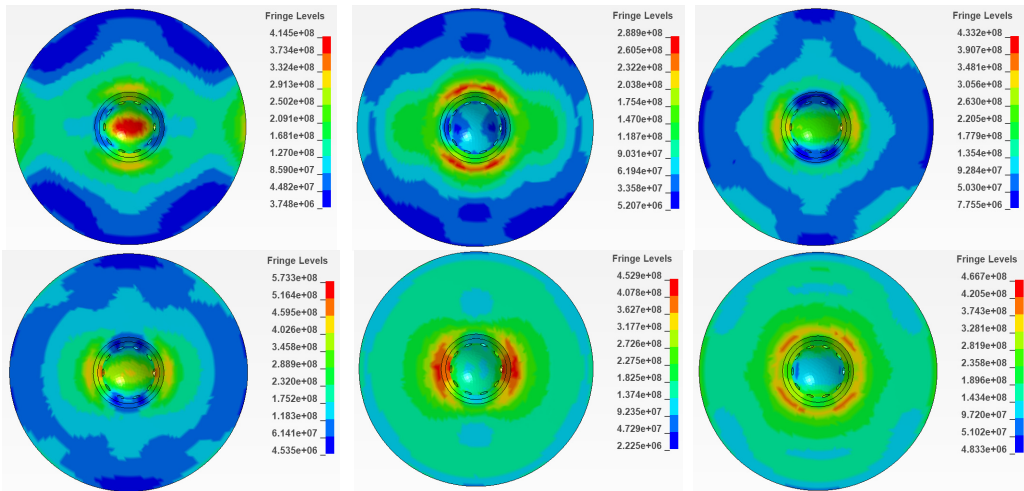 Fringe Levels
4.145e+08
3.734e+08
3.324e+08
2.913e+08
2.502e+08
2.091e+08
1.681e+08
1.270e+08
8.590e+07
4.482e+07
3.748e+06
Fringe Levels
2.889e+08
2.605e+08
2.322e+08
2.038e+08
1.754e+08
1.470e+08
1.187e+08
9.031e+07
6.194e+07
3.358e+07
5.207e+06
Fringe Levels
4.332e+08
3.907e+08
3.481e+08
3.056e+08
2.630e+08
2.205e+08
1.779e+08
1.354e+08
9.284e+07
5.030e+07
7.755e+06
Fringe Levels
5.733e+08
5.164e+08
4.595e+08
4.026e+08
3.458e+08
2.889e+08
2.320e+08
1.752e+08
1.183e+08
6.141e+07
4.535e+06
Fringe Levels
4.529e+08
4.078e+08
3.627e+08
3.177e+08
2.726e+08
2.275e+08
1.825e+08
1.374e+08
9.235e+07
4.729e+07
2.225e+06
Fringe Levels
4.667e+08
4.205e+08
3.743e+08
3.281e+08
2.819e+08
2.358e+08
1.896e+08
1.434e+08
9.720e+07
5.102e+07
4.833e+06